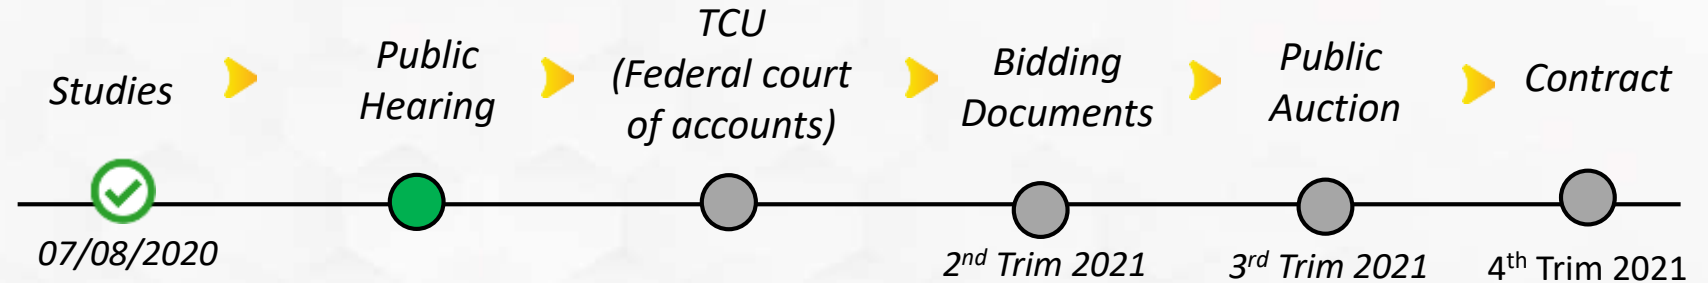 Studies
Public
Hearing
TCU
(Federal court
of accounts)
Bidding
Documents
Public
Auction
Contract
07/08/2020
2nd Trim 2021
3rd Trim 2021
4th Trim 2021